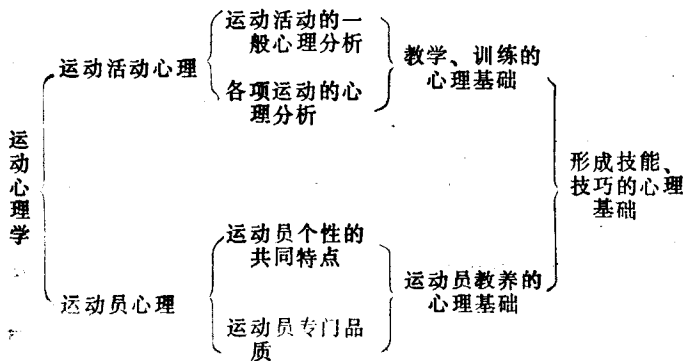 运动心理学
运动活动心理
运动活动的一
般心理分析
各项运动的心
理分析
教学、训练的
心理基础
运动员心理
运动员个性的
共同特点
运动员专门品
质
运动员教养的
心理基础
形成技能、
技巧的心理
基础